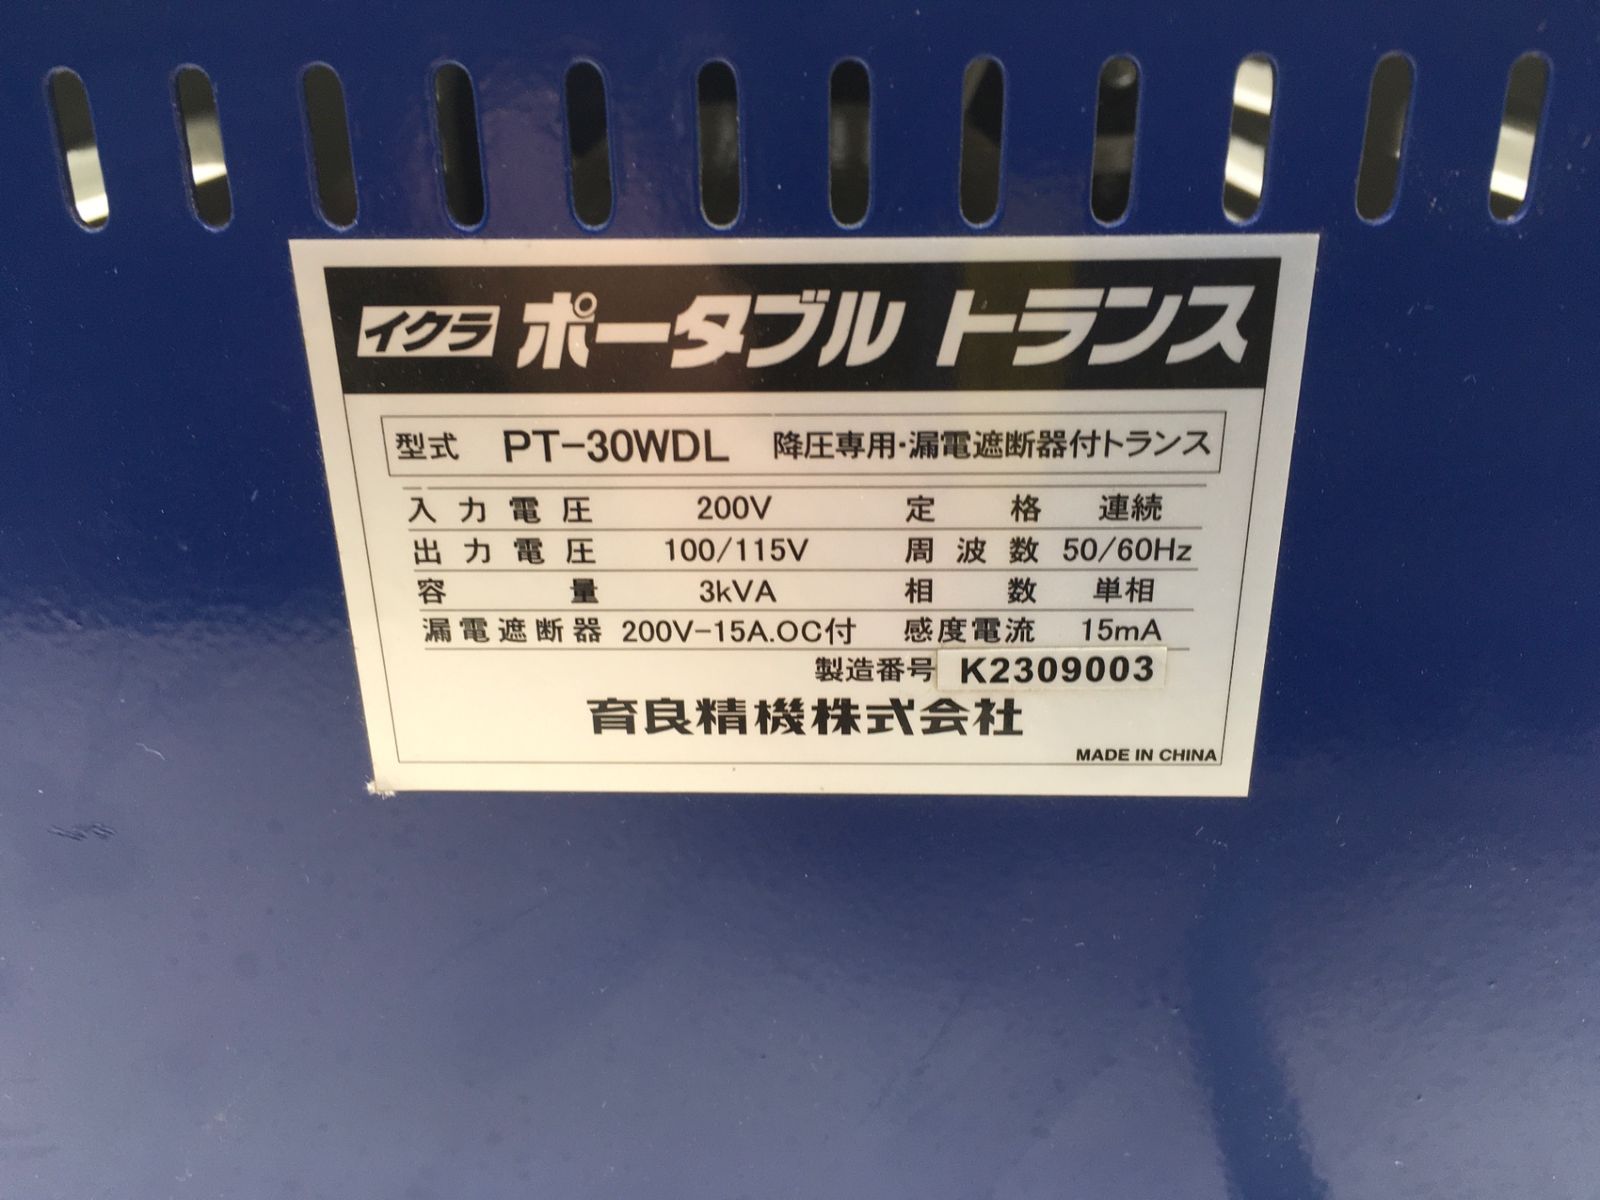 イクラ ポータブル トランス
型式 PT-30WDL 降圧専用・漏電遮断器付トランス
入力電圧 200V 定格 連続
出力電圧 100/115V 周波数 50/60Hz
容量 3kVA 相数 単相
漏電遮断器 200V-15A.OC付 感度電流 15mA
製造番号 K2309003
育良精機株式会社
MADE IN CHINA